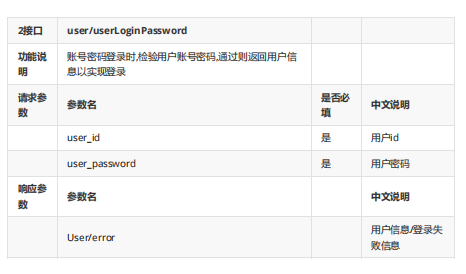 2接口 user/userLoginPassword
功能说明 账号密码登录时,检验用户账号密码,通过则返回用户信息以实现登录
请求参数 参数名 是否必填 中文说明
user_id 是 用户id
user_password 是 用户密码
响应参数 参数名 中文说明
User/error 用户信息/登录失败信息